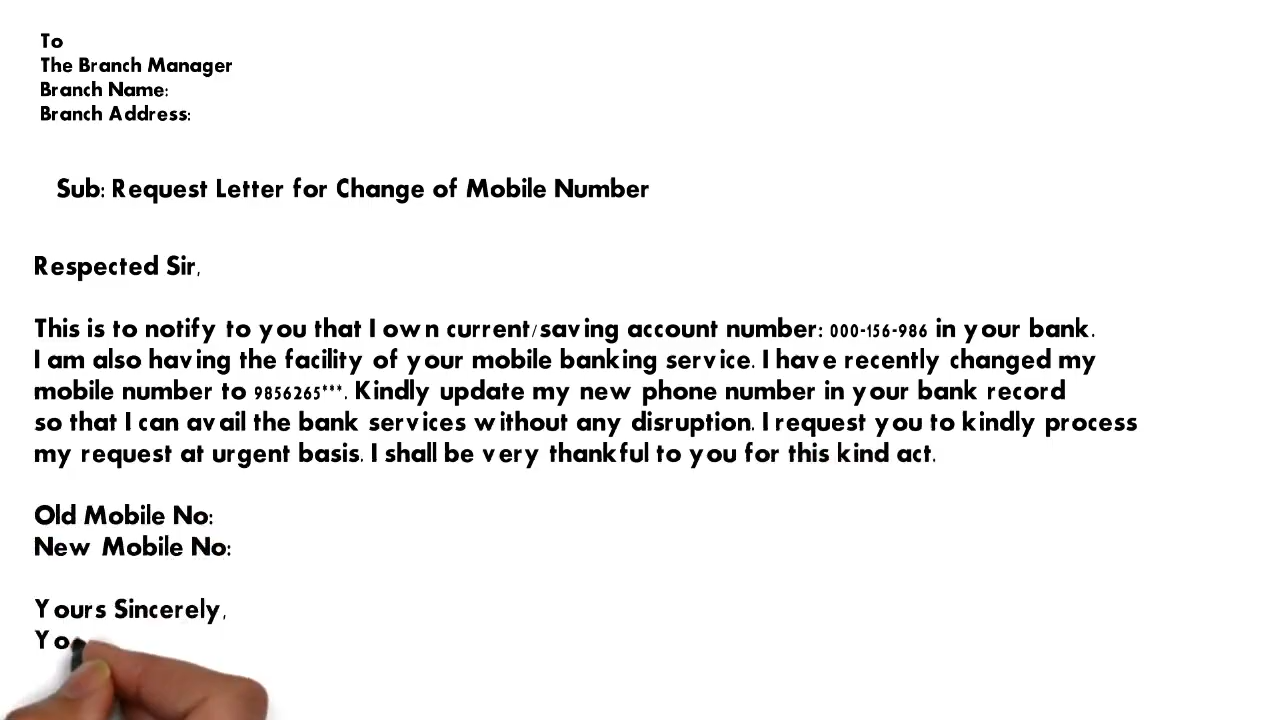 To
The Branch Manager
Branch Name:
Branch Address:
Sub: Request Letter for Change of Mobile Number
Respected Sir,
This is to notify to you that I own current/saving account number: 000-156-986 in your bank.
I am also having the facility of your mobile banking service. I have recently changed my
mobile number to 9856265***. Kindly update my new phone number in your bank record
so that I can avail the bank services without any disruption. I request you to kindly process
my request at urgent basis. I shall be very thankful to you for this kind act.
Old Mobile No:
New Mobile No:
Yours Sincerely,
Yo